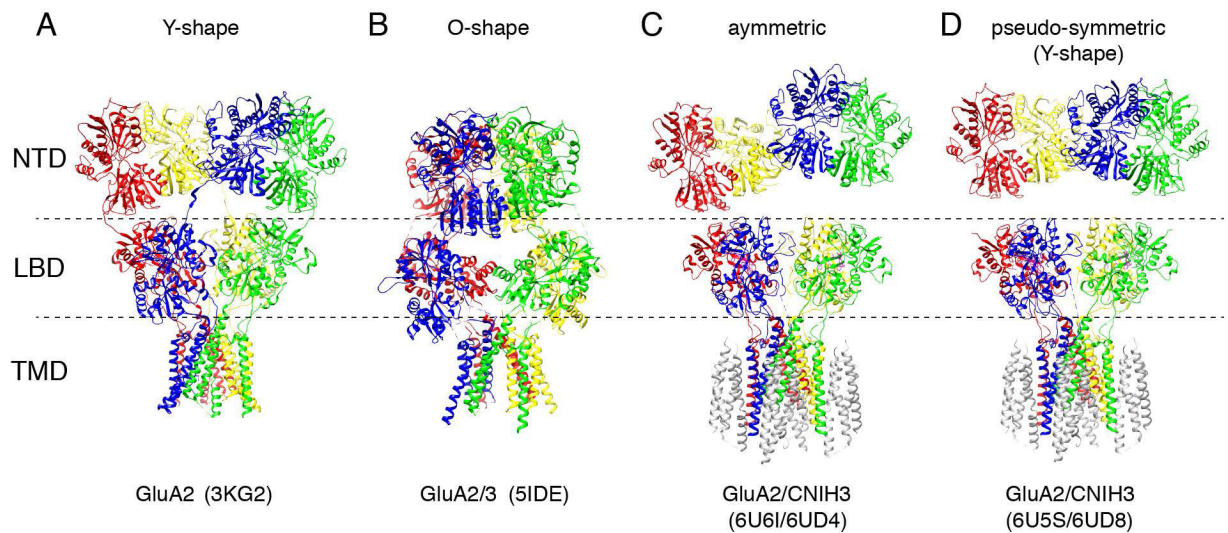 A
Y-shape
B
O-shape
C
aymmetric
D
pseudo-symmetric
(Y-shape)
NTD
LBD
TMD
GluA2 (3KG2)
GluA2/3 (5IDE)
GluA2/CNIH3
(6U6I/6UD4)
GluA2/CNIH3
(6U5S/6UD8)